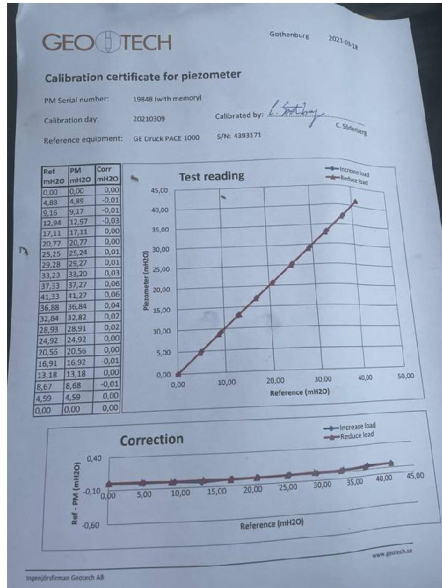 GEOTECH
Gothenburg
Calibration certificate for piezometer
PM Serial number: 19848 (with memory)
Calibration day: 20210309
Calibrated by:
C. Söderberg
Reference equipment: GE Druck PACE 1000 S/N: 4393171
Ref PM Corr
mH2O mH2O mH2O
0,00 0,00 0,00
4,88 4,89 -0,01
9,16 9,17 -0,01
-0,03
17,11 17,11 0,00
20,77 20,77 0,00
25,25 25,24 0,01
29,28 29,27 0,01
33,23 33,20 0,03
37,33 37,27 0,06
41,33 41,27 0,06
36,88 36,84 0,04
32,84 32,82 0,02
28,93 28,91 0,02
24,92 24,92 0,00
20,56 20,56 0,00
16,91 16,92 -0,01
13,18 13,18 0,00
8,67 8,68 -0,01
4,59 4,59 0,00
0,00 0,00 0,00
Test reading
Increase load
Reduce load
45,00
40,00
35,00
30,00
25,00
20,00
15,00
10,00
5,00
0,00
Piezometer (mH2O)
0,00 10,00 20,00 30,00 40,00 50,00
Reference (mH2O)
Correction
Increase load
Reduce load
0,40
-0,10
-0,60
Ref - PM (mH2O)
0,00 5,00 10,00 15,00 20,00 25,00 30,00 35,00 40,00 45,00
Reference (mH2O)
www.geotech.se
Ingenjörsfirman Geotech AB